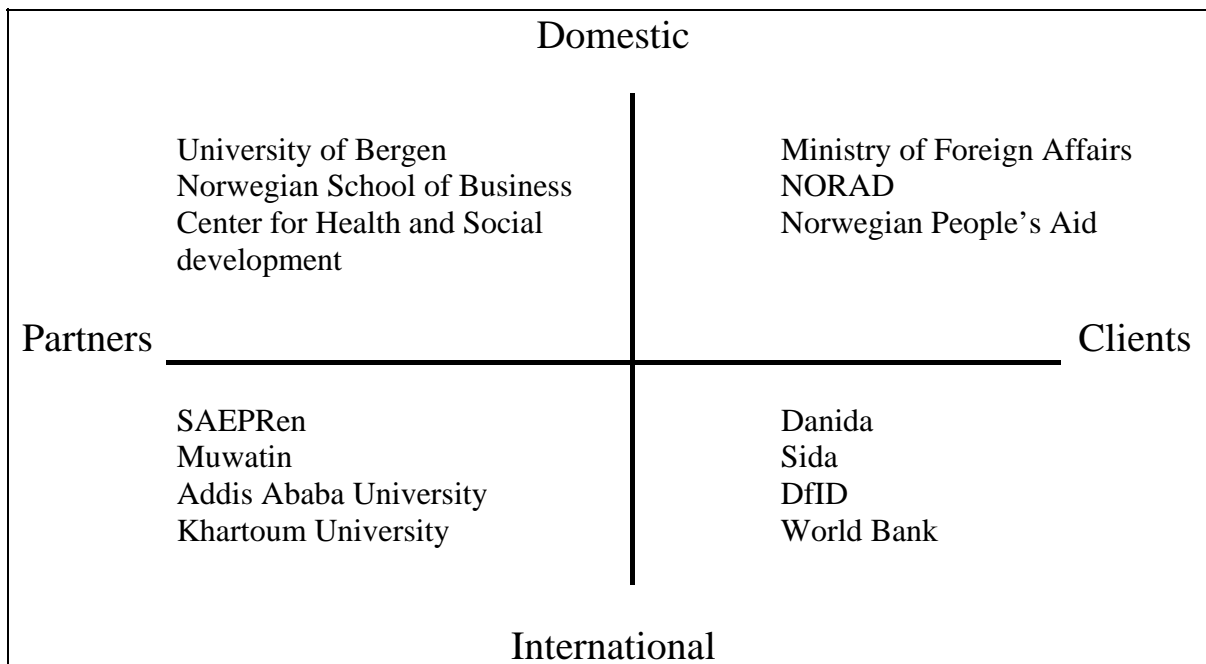 Domestic
University of Bergen
Norwegian School of Business
Center for Health and Social
development
Ministry of Foreign Affairs
NORAD
Norwegian People’s Aid
Partners
Clients
SAEPRen
Muwatin
Addis Ababa University
Khartoum University
Danida
Sida
DfID
World Bank
International